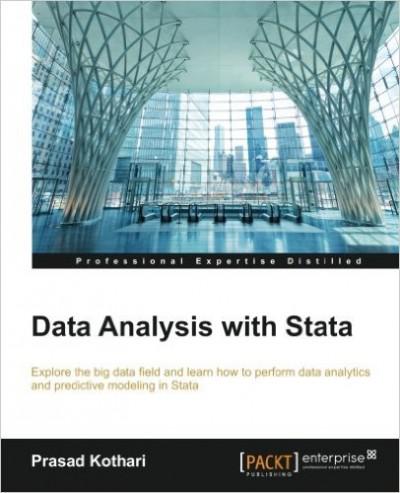 Professional Expertise Distilled
Data Analysis with Stata
Explore the big data field and learn how to perform data analytics
and predictive modeling in Stata
Prasad Kothari
[PACKT] enterprise
PUBLISHING professional expertise distilled